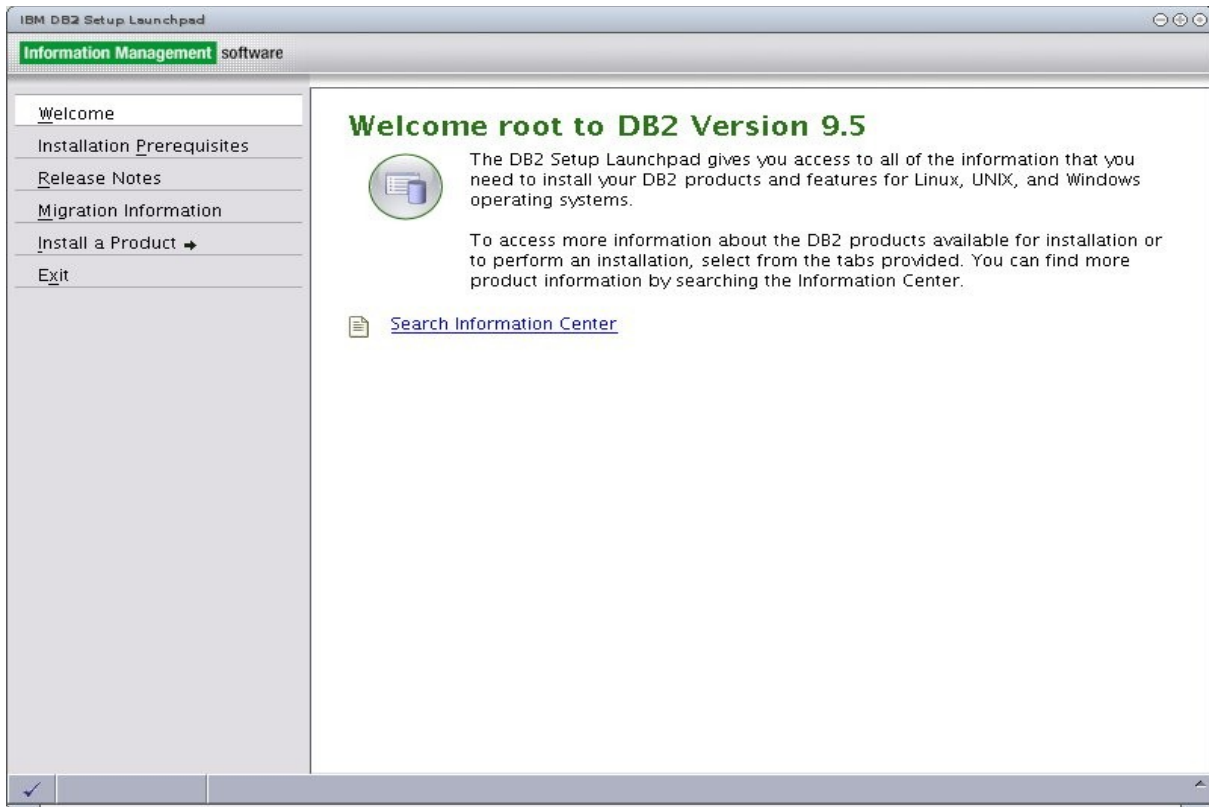 IBM DB2 Setup Launchpad
Information Management software
Welcome
Installation Prerequisites
Release Notes
Migration Information
Install a Product
Exit
Welcome root to DB2 Version 9.5
The DB2 Setup Launchpad gives you access to all of the information that you
need to install your DB2 products and features for Linux, UNIX, and Windows
operating systems.
To access more information about the DB2 products available for installation or
to perform an installation, select from the tabs provided. You can find more
product information by searching the Information Center.
Search Information Center